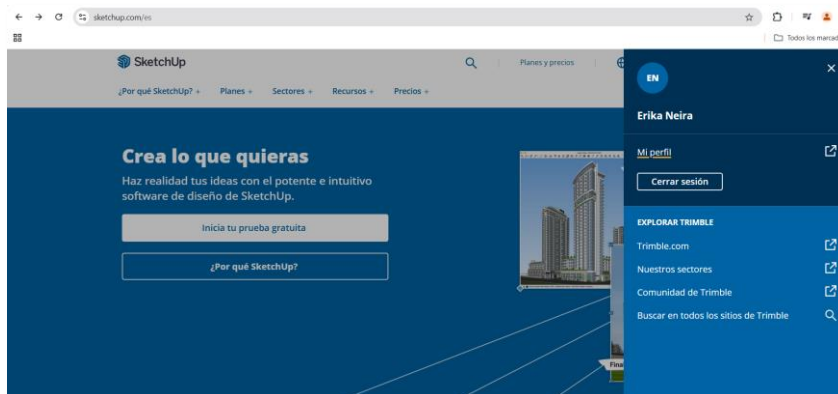 sketchup.com/es
Todos los marcad
SketchUp
Planes y precios
¿Por qué SketchUp? +
Planes +
Sectores +
Recursos +
Precios +
Crea lo que quieras
Haz realidad tus ideas con el potente e intuitivo
software de diseño de SketchUp.
Inicia tu prueba gratuita
¿Por qué SketchUp?
Fina
EN
Erika Neira
Mi perfil
Cerrar sesión
EXPLORAR TRIMBLE
Trimble.com
Nuestros sectores
Comunidad de Trimble
Buscar en todos los sitios de Trimble